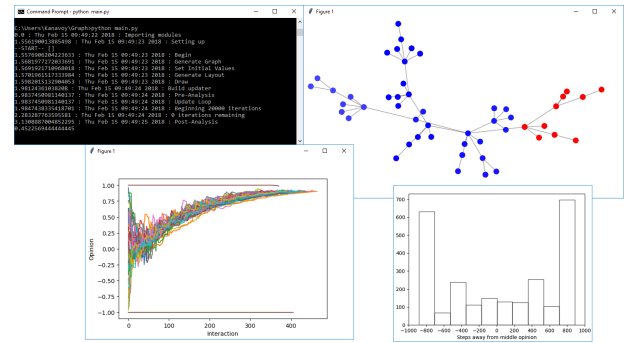 Command Prompt - python main.py
C:\Users\Kanavoy\Graph>python main.py
0.0 : Thu Feb 15 09:49:22 2018 : Importing modules
1.556190013885498 : Thu Feb 15 09:49:23 2018 : Setting up
--START-- []
1.5576906204223633 : Thu Feb 15 09:49:23 2018 : Begin
1.5681977272033691 : Thu Feb 15 09:49:23 2018 : Generate Graph
1.5691921710968018 : Thu Feb 15 09:49:23 2018 : Set Initial Values
1.5701961517333984 : Thu Feb 15 09:49:23 2018 : Generate Layout
1.5982015132904053 : Thu Feb 15 09:49:23 2018 : Draw
1.98124361038208 : Thu Feb 15 09:49:24 2018 : Build updater
1.9837450981140137 : Thu Feb 15 09:49:24 2018 : Pre-Analysis
1.9837450981140137 : Thu Feb 15 09:49:24 2018 : Update Loop
1.9847438335418701 : Thu Feb 15 09:49:24 2018 : Beginning 20000 iterations
2.283287763595581 : Thu Feb 15 09:49:24 2018 : 0 iterations remaining
3.1308887004852295 : Thu Feb 15 09:49:25 2018 : Post-Analysis
0.4522569444444445
Figure 1
Figure 1
1.00
0.75
0.50
0.25
0.00
−0.25
−0.50
−0.75
−1.00
Opinion
0 100 200 300 400
Interaction
700
600
500
400
300
200
100
0
−1000 −800 −600 −400 −200 0 200 400 600 800 1000
Steps away from middle opinion